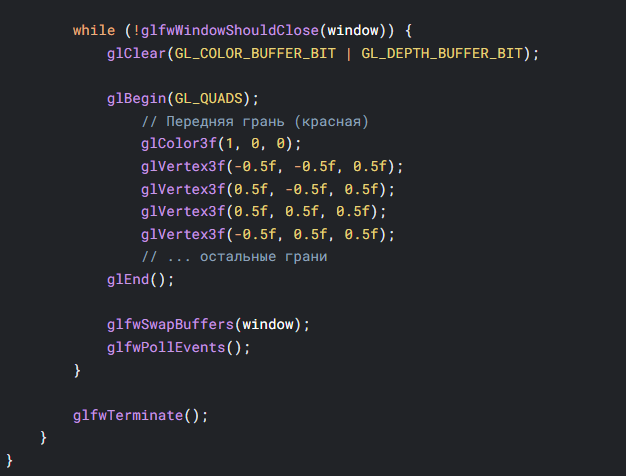 while (!glfwWindowShouldClose(window)) {
glClear(GL_COLOR_BUFFER_BIT | GL_DEPTH_BUFFER_BIT);
glBegin(GL_QUADS);
// Передняя грань (красная)
glColor3f(1, 0, 0);
glVertex3f(-0.5f, -0.5f, 0.5f);
glVertex3f(0.5f, -0.5f, 0.5f);
glVertex3f(0.5f, 0.5f, 0.5f);
glVertex3f(-0.5f, 0.5f, 0.5f);
// ... остальные грани
glEnd();
glfwSwapBuffers(window);
glfwPollEvents();
}
glfwTerminate();
}
}